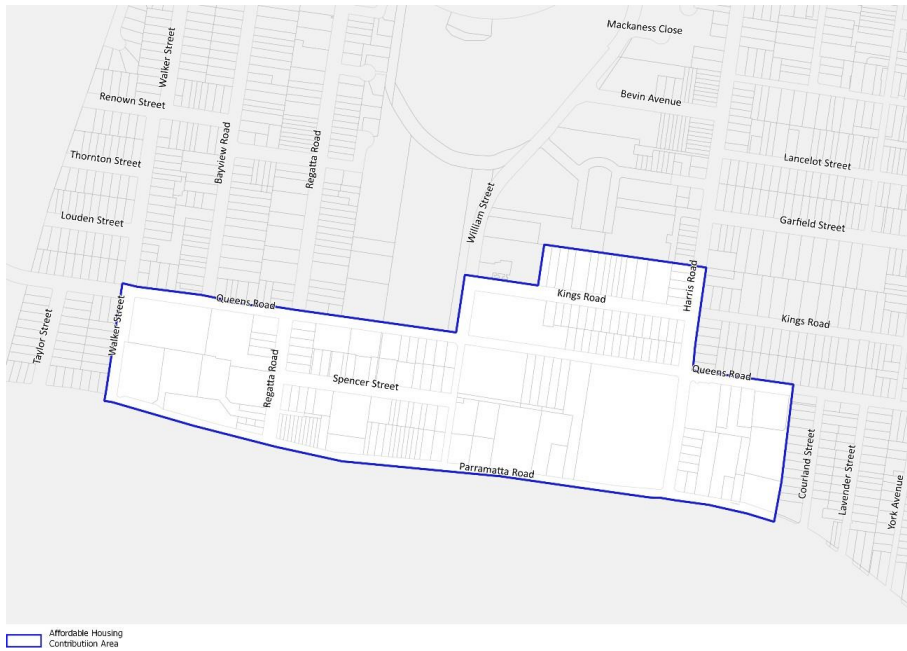 Mackaness Close
Walker Street
Renown Street
Bevin Avenue
Bayview Road
Regatta Road
Thornton Street
Lancelot Street
William Street
Louden Street
Garfield Street
Harris Road
Kings Road
Queens Road
Kings Road
Walker Street
Taylor Street
Regatta Road
Spencer Street
Queens Road
Parramatta Road
Courland Street
Lavender Street
York Avenue
Affordable Housing
Contributiion Area